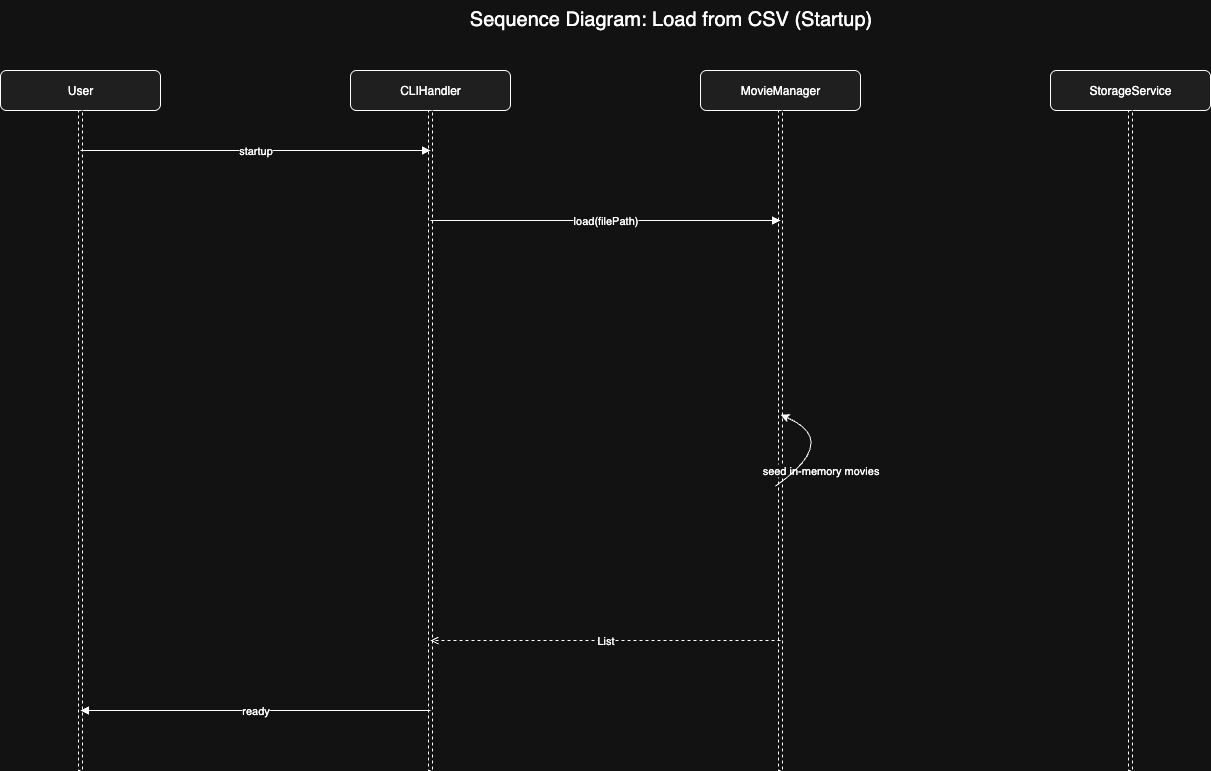 Sequence Diagram: Load from CSV (Startup)
User
CLIHandler
MovieManager
StorageService
startup
load(filePath)
seed in-memory movies
List
ready